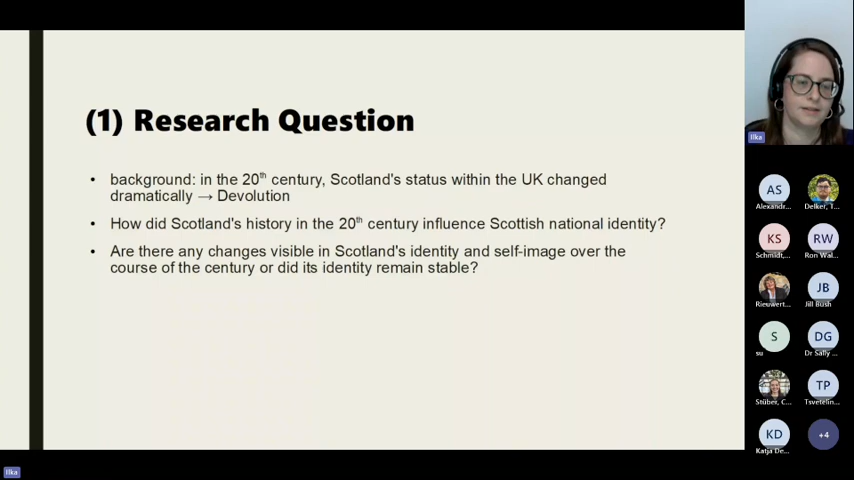 (1) Research Question
• background: in the 20th century, Scotland's status within the UK changed
dramatically → Devolution
• How did Scotland's history in the 20th century influence Scottish national identity?
• Are there any changes visible in Scotland's identity and self-image over the
course of the century or did its identity remain stable?
Ilka
AS
Alexandr...
Delker, T...
KS
Schmidt,...
RW
Ron Wal...
Rieuwert...
JB
Jill Bush
S
su
DG
Dr Sally ...
Stüber, C...
TP
Tsvetelin...
KD
Katja De...
+4
Ilka